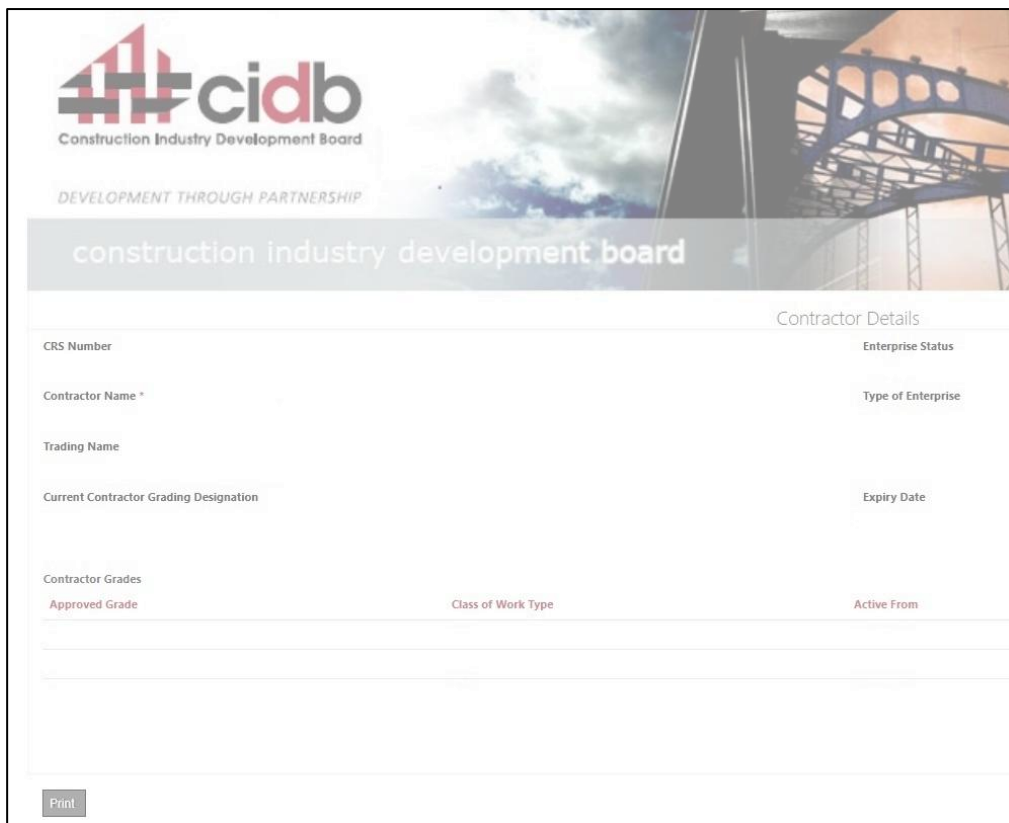 cidb
Construction Industry Development Board
DEVELOPMENT THROUGH PARTNERSHIP
construction industry development board
Contractor Details
CRS Number
Enterprise Status
Contractor Name *
Type of Enterprise
Trading Name
Current Contractor Grading Designation
Expiry Date
Contractor Grades
Approved Grade
Class of Work Type
Active From
Print